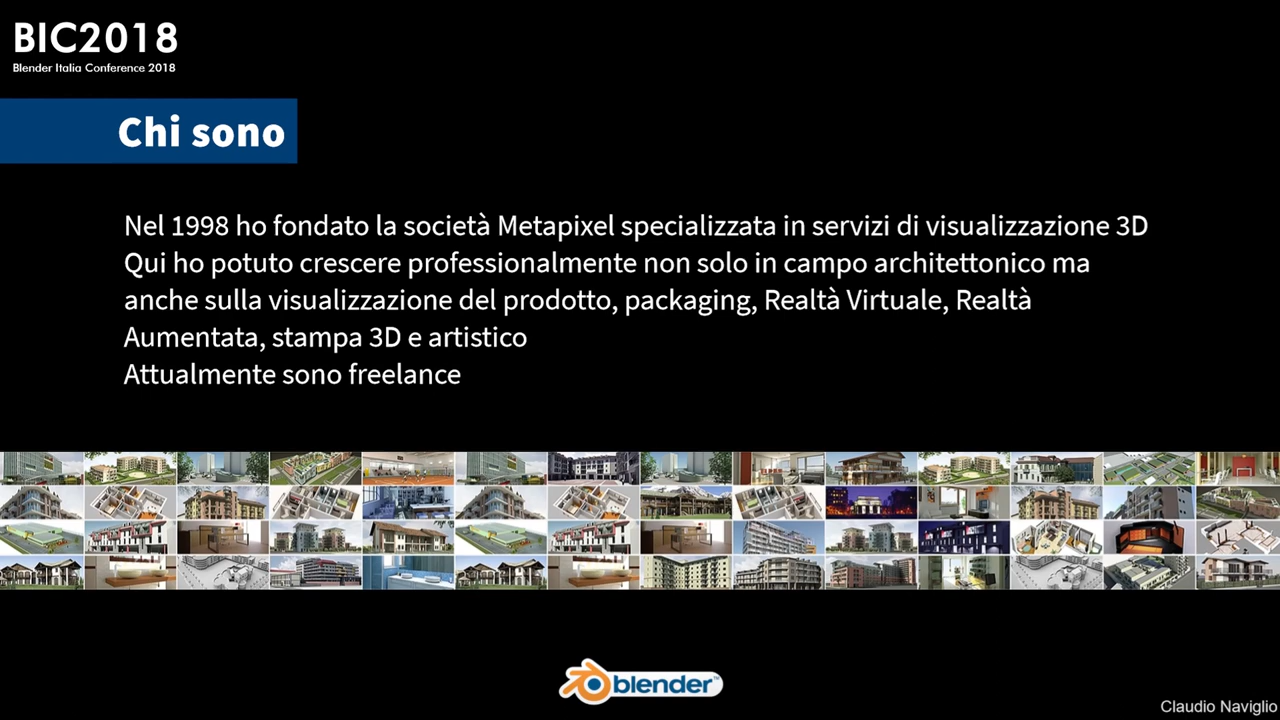 BIC2018
Blender Italia Conference 2018
Chi sono
Nel 1998 ho fondato la società Metapixel specializzata in servizi di visualizzazione 3D
Qui ho potuto crescere professionalmente non solo in campo architettonico ma
anche sulla visualizzazione del prodotto, packaging, Realtà Virtuale, Realtà
Aumentata, stampa 3D e artistico
Attualmente sono freelance
blender™
Claudio Naviglio